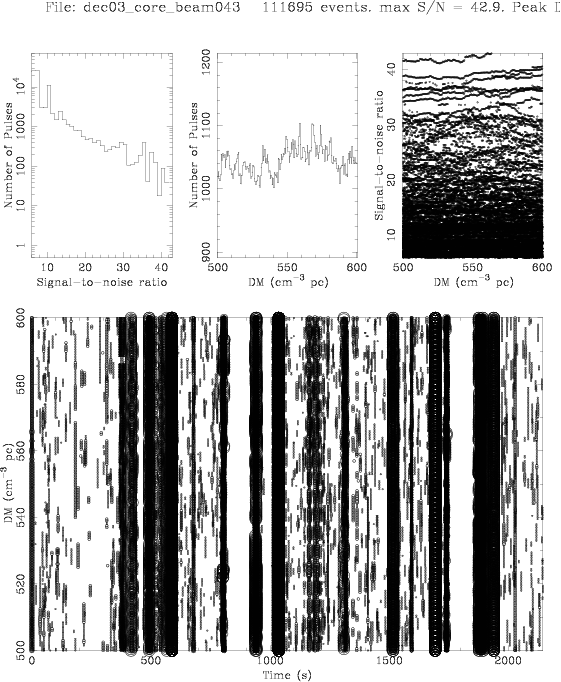 File: dec03_core_beam043 111695 events. max S/N = 42.9. Peak D
Number of Pulses
10⁴
1000
100
10
1
10 20 30 40
Signal−to−noise ratio
Number of Pulses
1200
1100
1000
900
500 550 600
DM (cm⁻³ pc)
Signal−to−noise ratio
40
30
20
10
500 550 600
DM (cm⁻³ pc)
DM (cm⁻³ pc)
600
580
560
540
520
500
0 500 1000 1500 2000
Time (s)